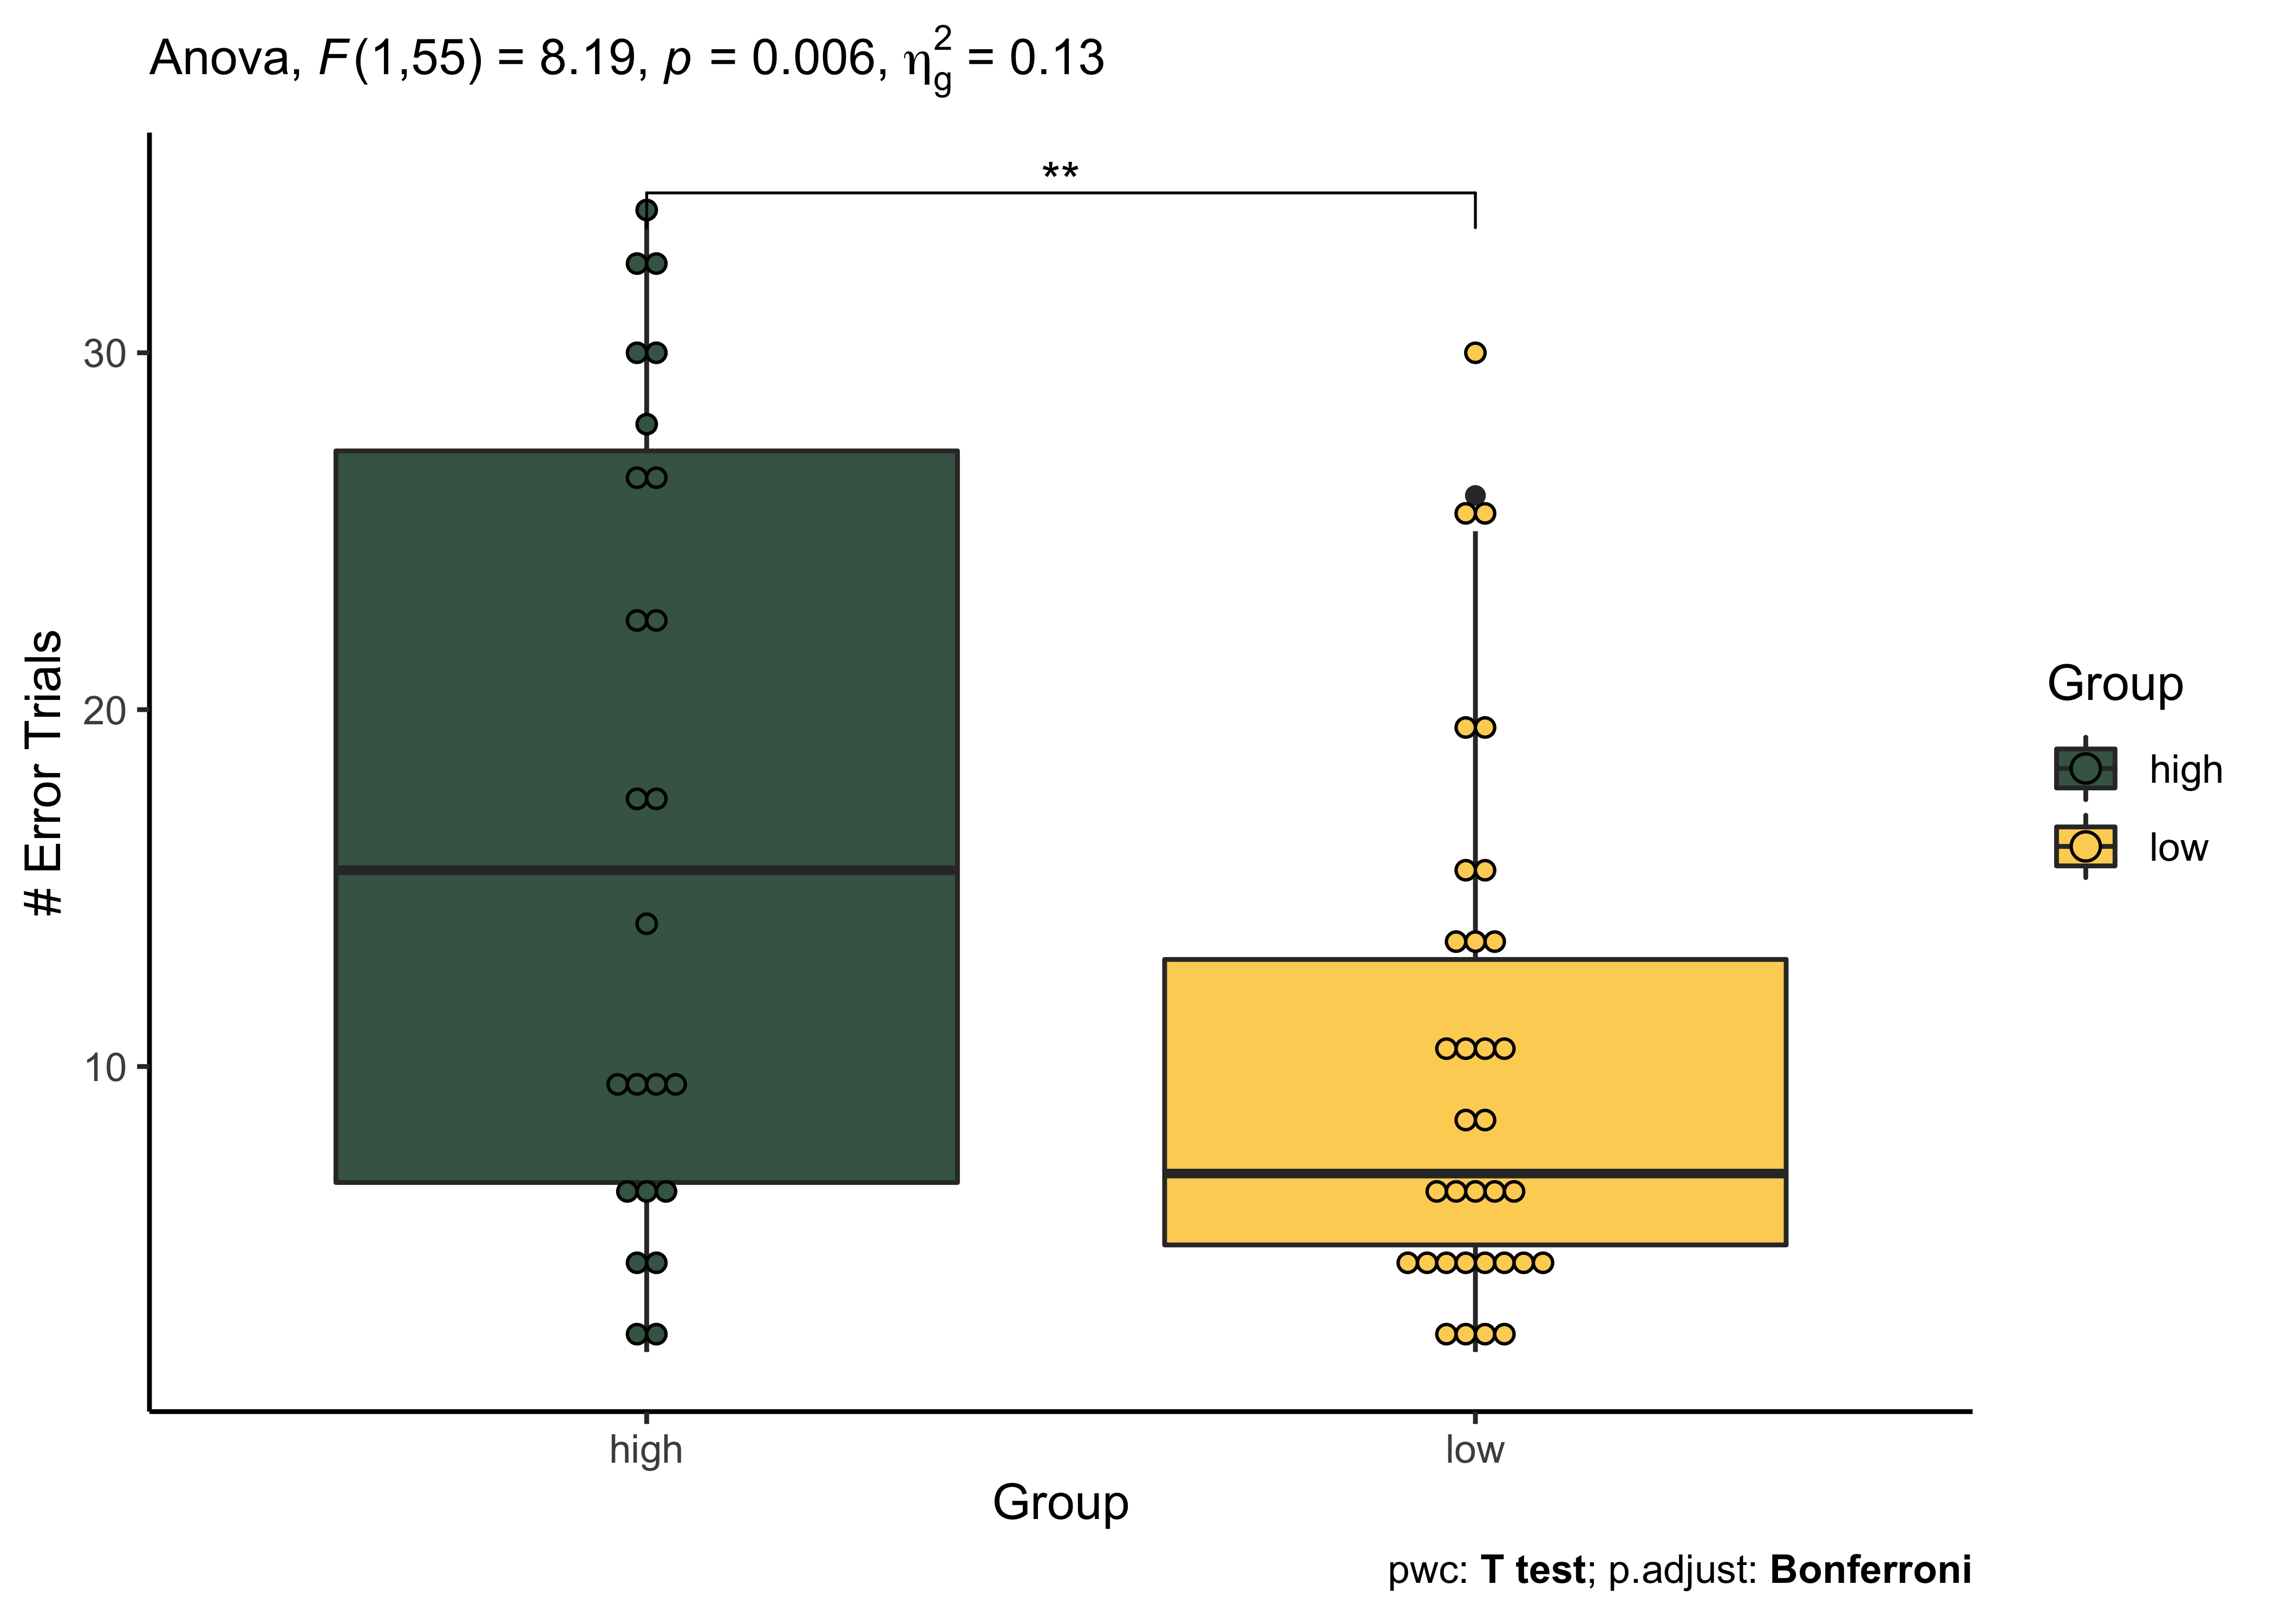 Anova, F(1,55) = 8.19, p = 0.006, η²g = 0.13
**
30
20
10
# Error Trials
high
low
Group
Group
high
low
pwc: T test; p.adjust: Bonferroni